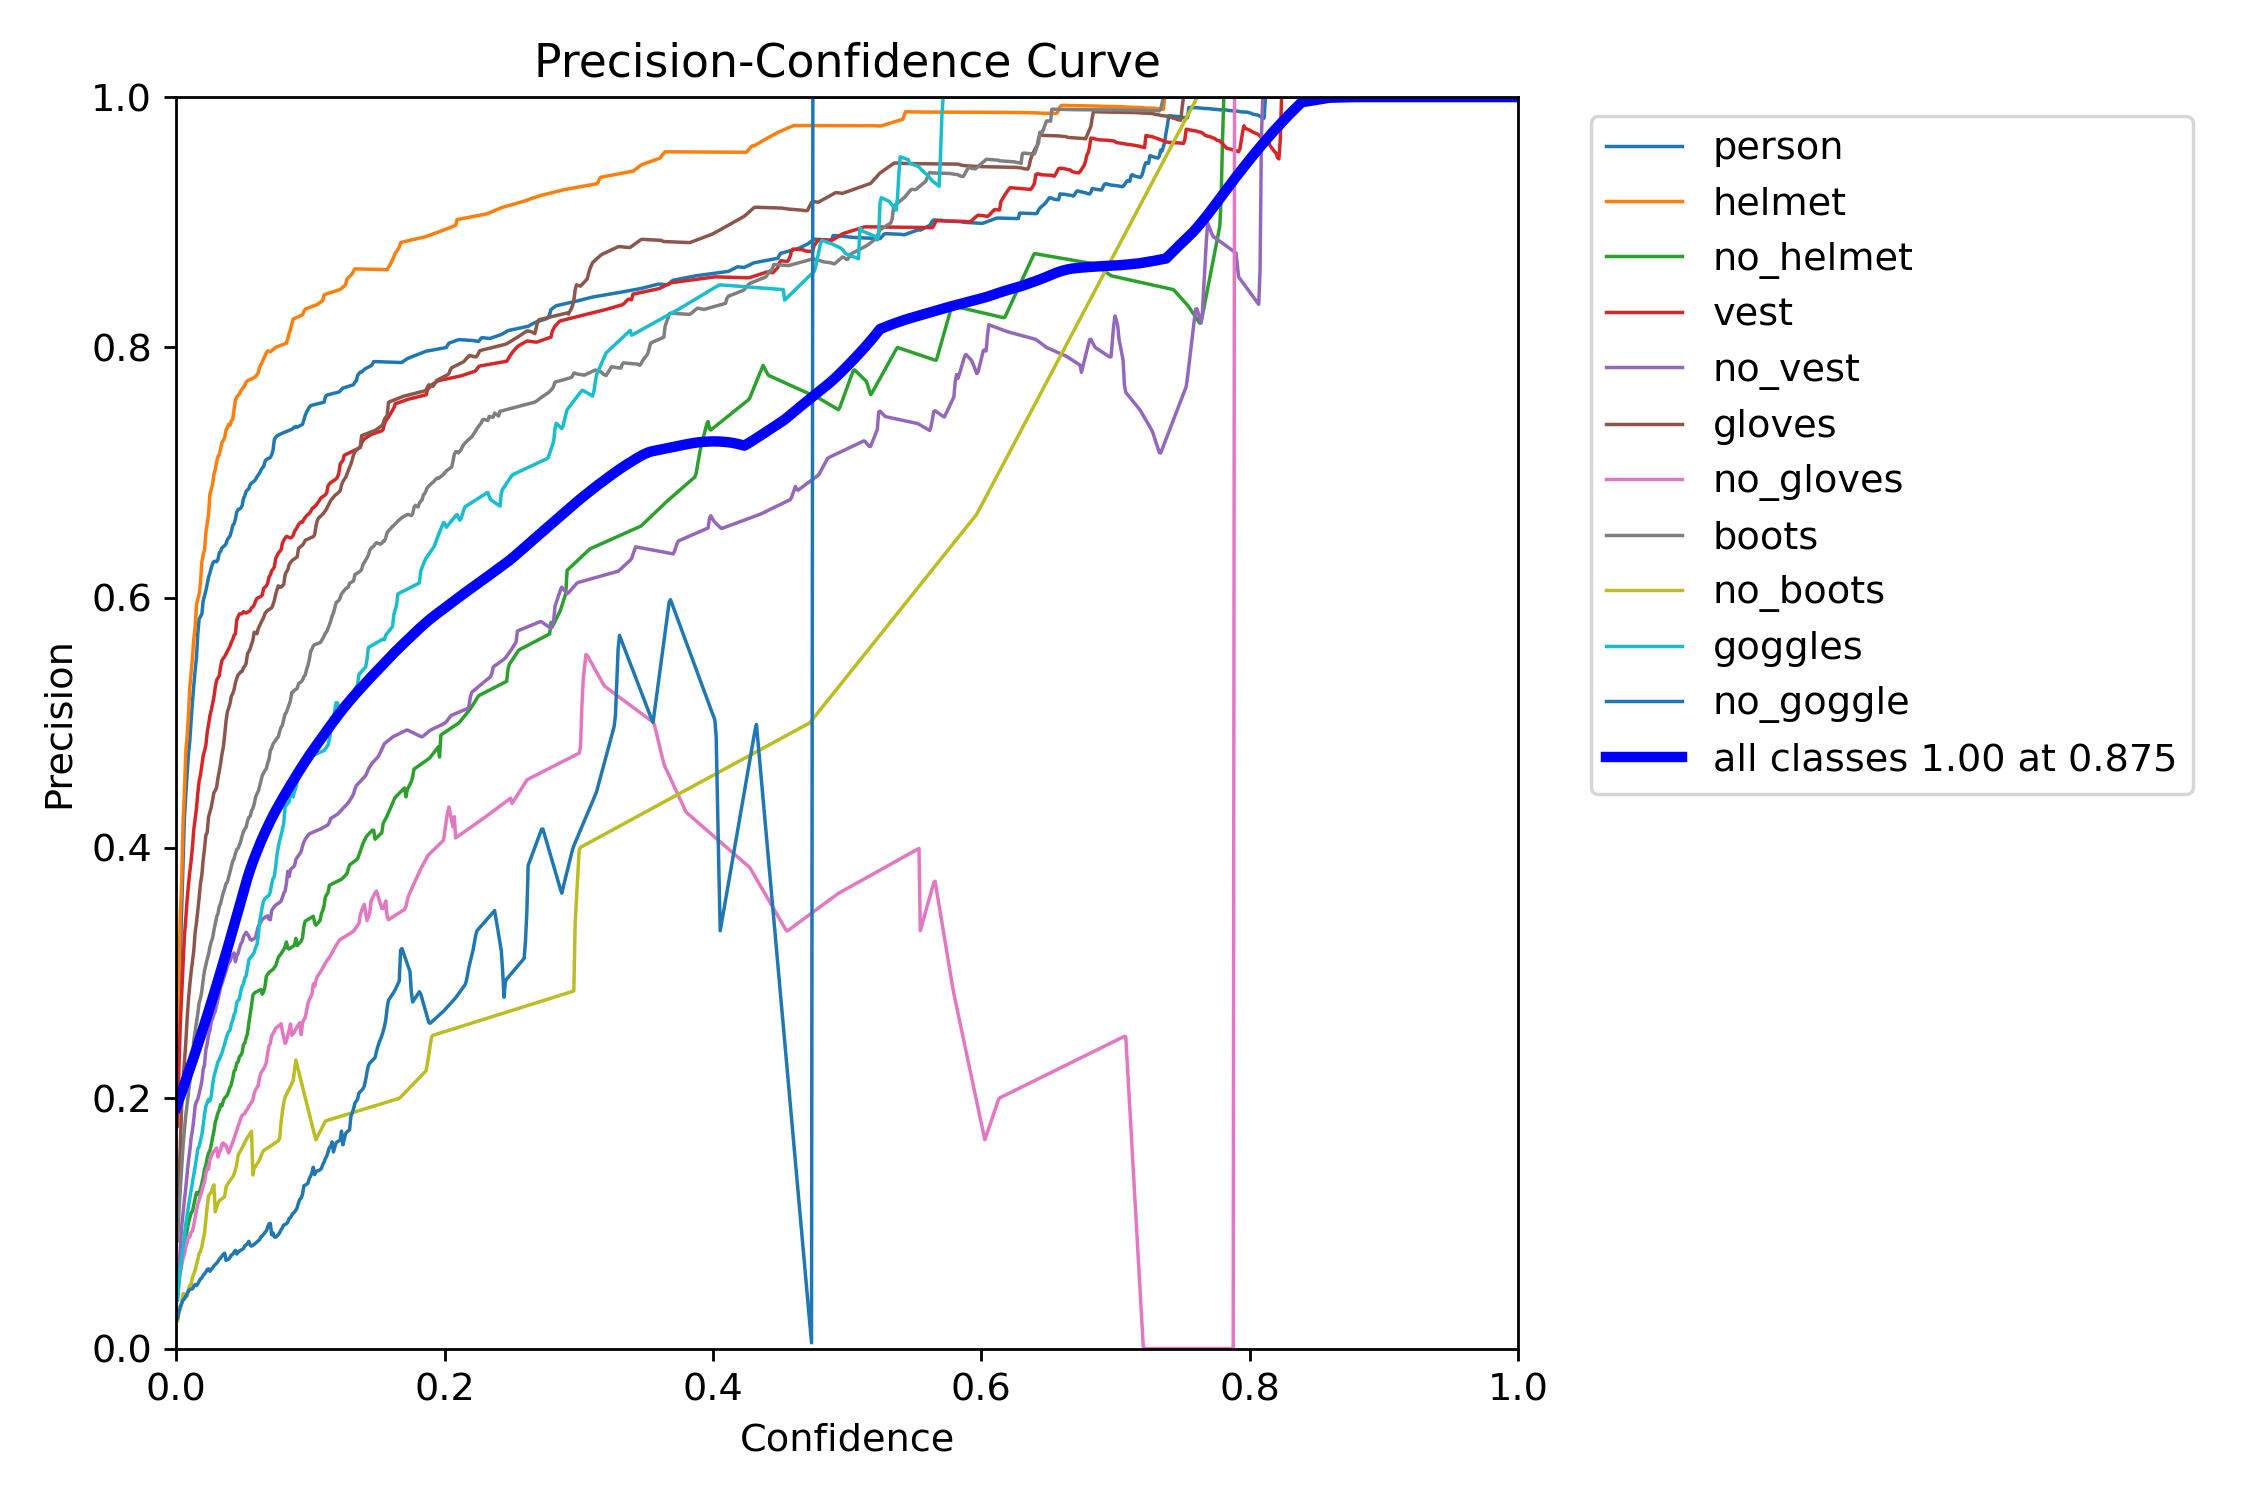 Precision-Confidence Curve
1.0
0.8
0.6
0.4
0.2
0.0
Precision
0.0 0.2 0.4 0.6 0.8 1.0
Confidence
person
helmet
no_helmet
vest
no_vest
gloves
no_gloves
boots
no_boots
goggles
no_goggle
all classes 1.00 at 0.875